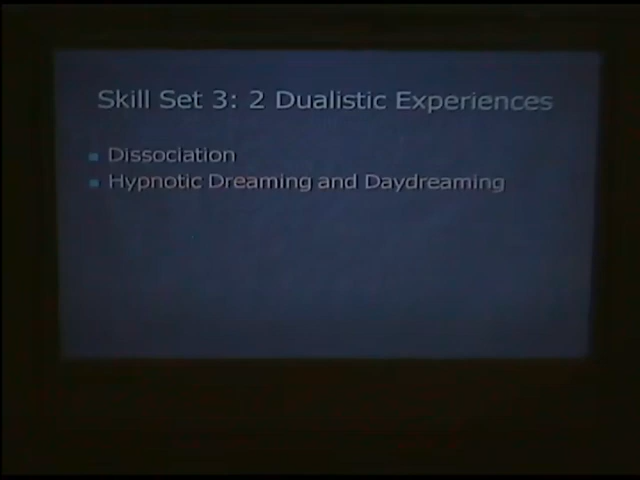 Skill Set 3: 2 Dualistic Experiences
Dissociation
Hypnotic Dreaming and Daydreaming